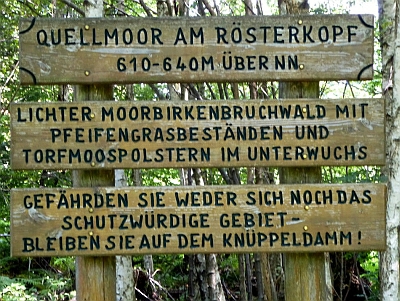 QUELLMOOR AM RÖSTERKOPF
610-640M ÜBER NN.
LICHTER MOORBIRKENBRUCHWALD MIT
PFEIFENGRASBESTÄNDEN UND
TORFMOOSPOLSTERN IM UNTERWUCHS
GEFÄHRDEN SIE WEDER SICH NOCH DAS
SCHUTZWÜRDIGE GEBIET-
BLEIBEN SIE AUF DEM KNÜPPELDAMM!